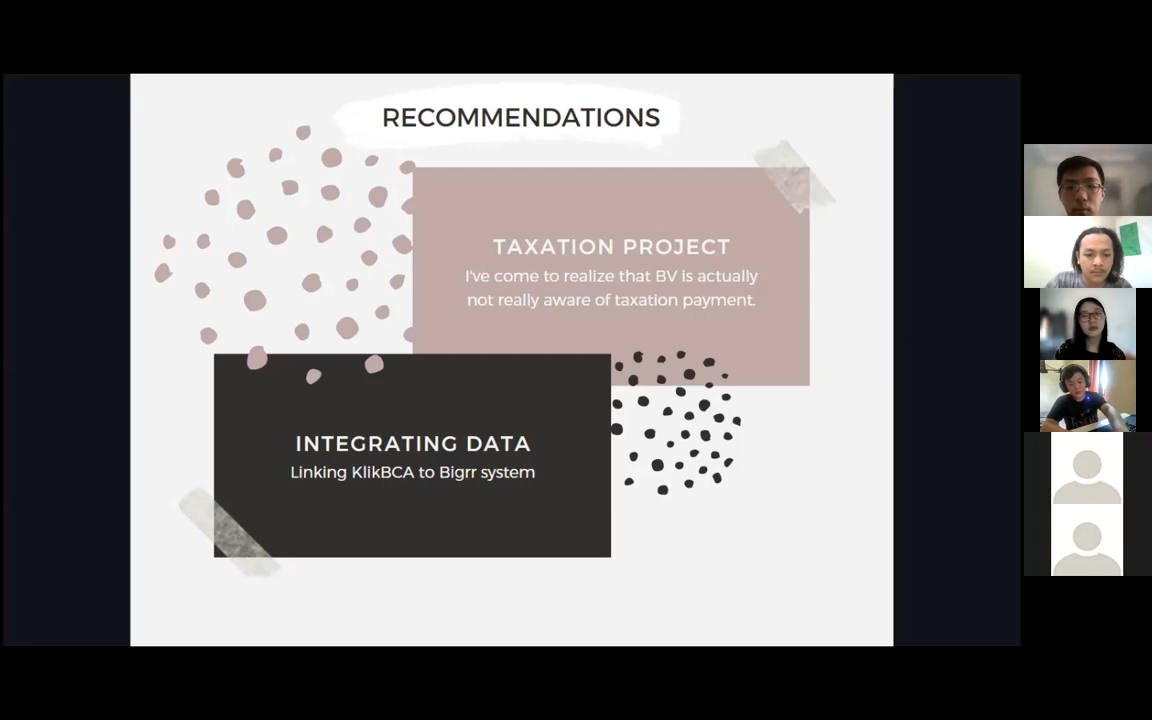 RECOMMENDATIONS
TAXATION PROJECT
I've come to realize that BV is actually
not really aware of taxation payment.
INTEGRATING DATA
Linking KlikBCA to Bigrr system